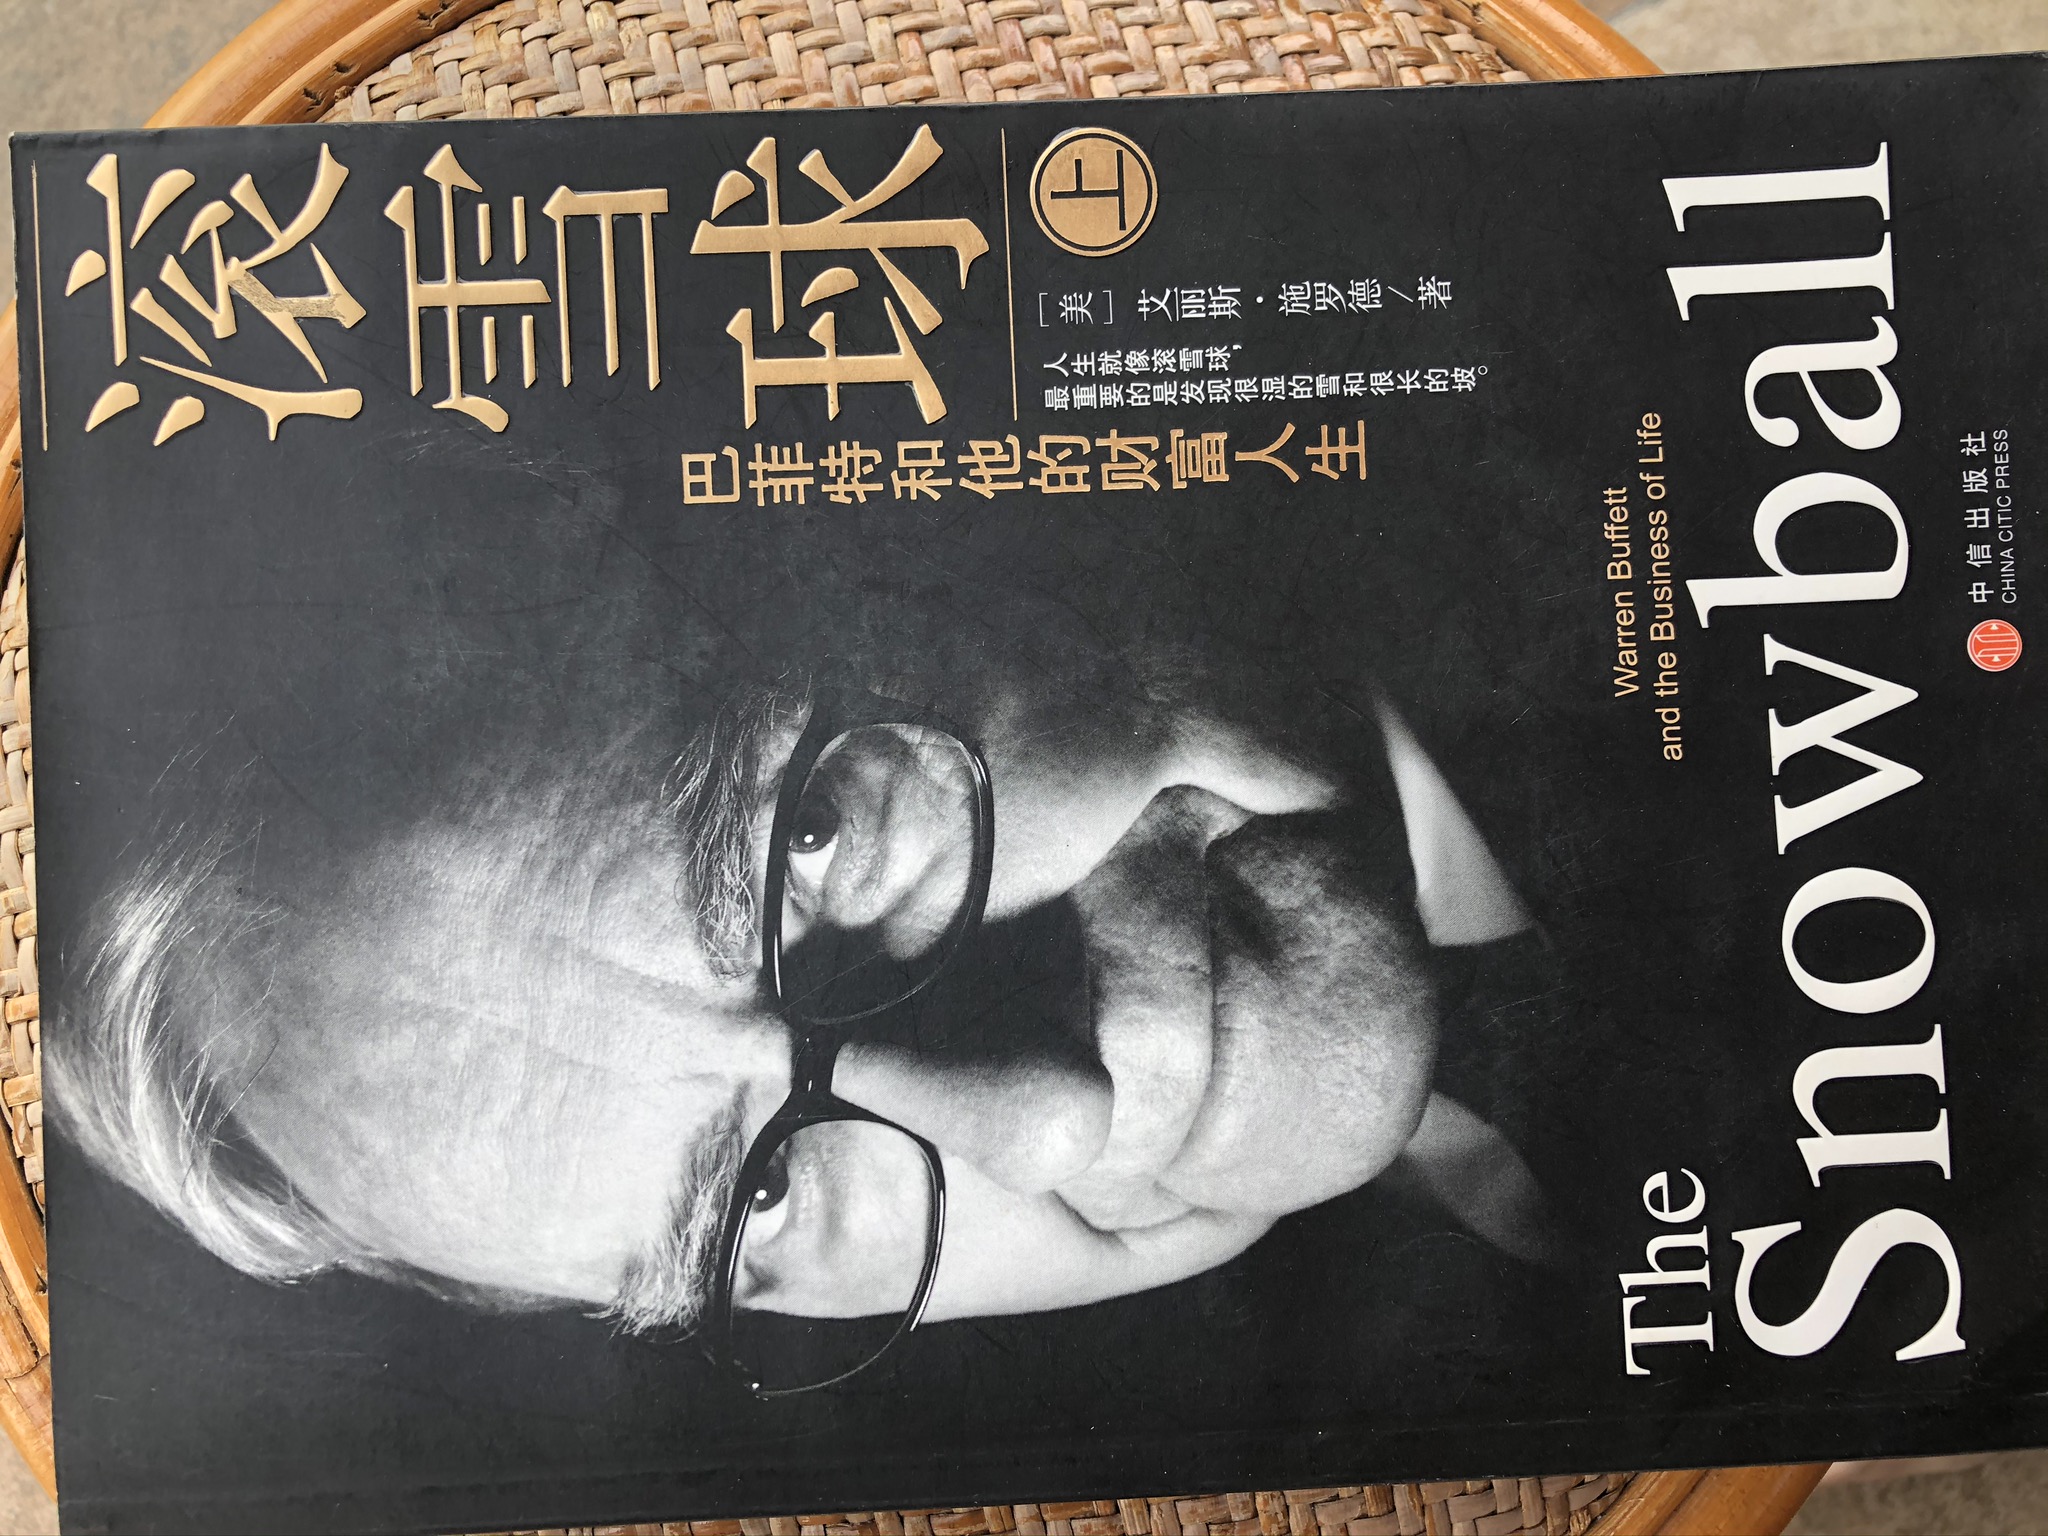 滚雪球
上
巴菲特和他的财富人生
[美] 艾丽斯·施罗德/著
人生就像滚雪球，
最重要的是发现很湿的雪和很长的坡。
Warren Buffett
and the Business of Life
The
Snowball
中信出版社
CHINA CITIC PRESS